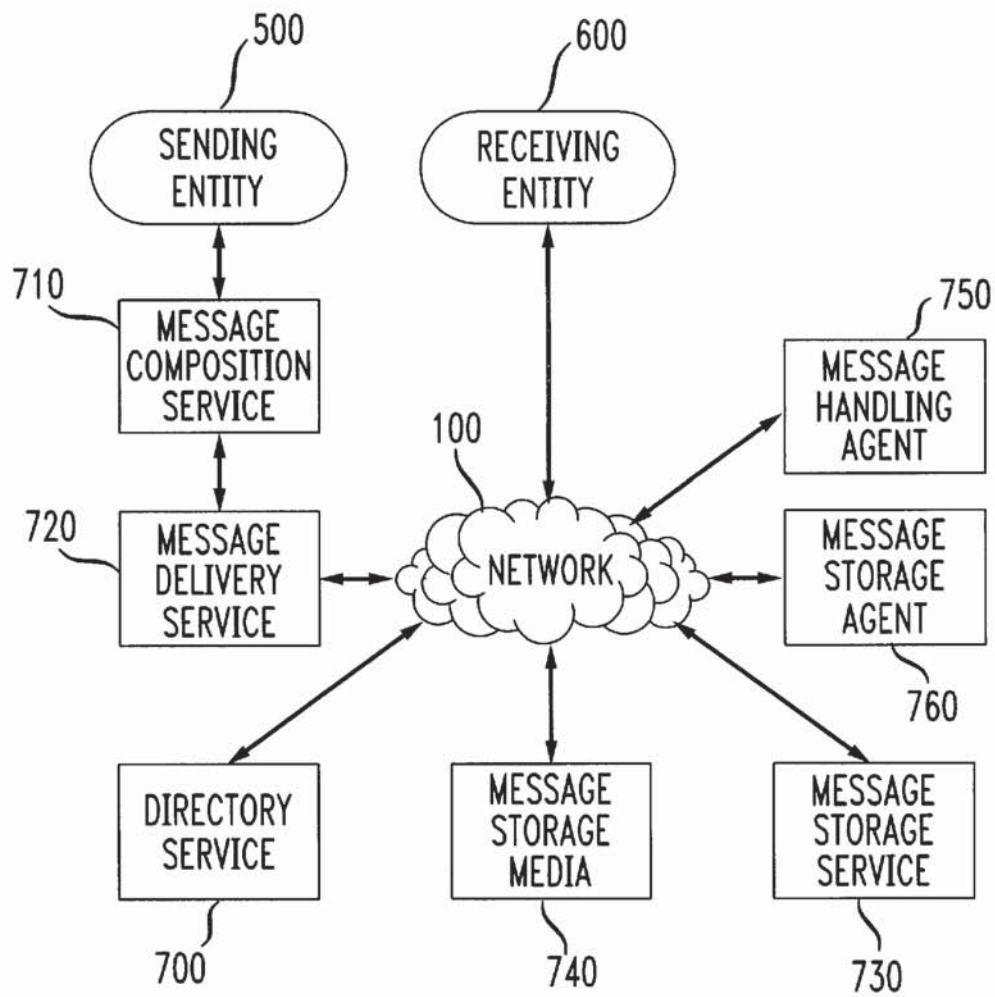 500
600
SENDING
ENTITY
RECEIVING
ENTITY
710
MESSAGE
COMPOSITION
SERVICE
750
MESSAGE
HANDLING
AGENT
100
NETWORK
720
MESSAGE
DELIVERY
SERVICE
MESSAGE
STORAGE
AGENT
760
DIRECTORY
SERVICE
700
MESSAGE
STORAGE
MEDIA
740
MESSAGE
STORAGE
SERVICE
730